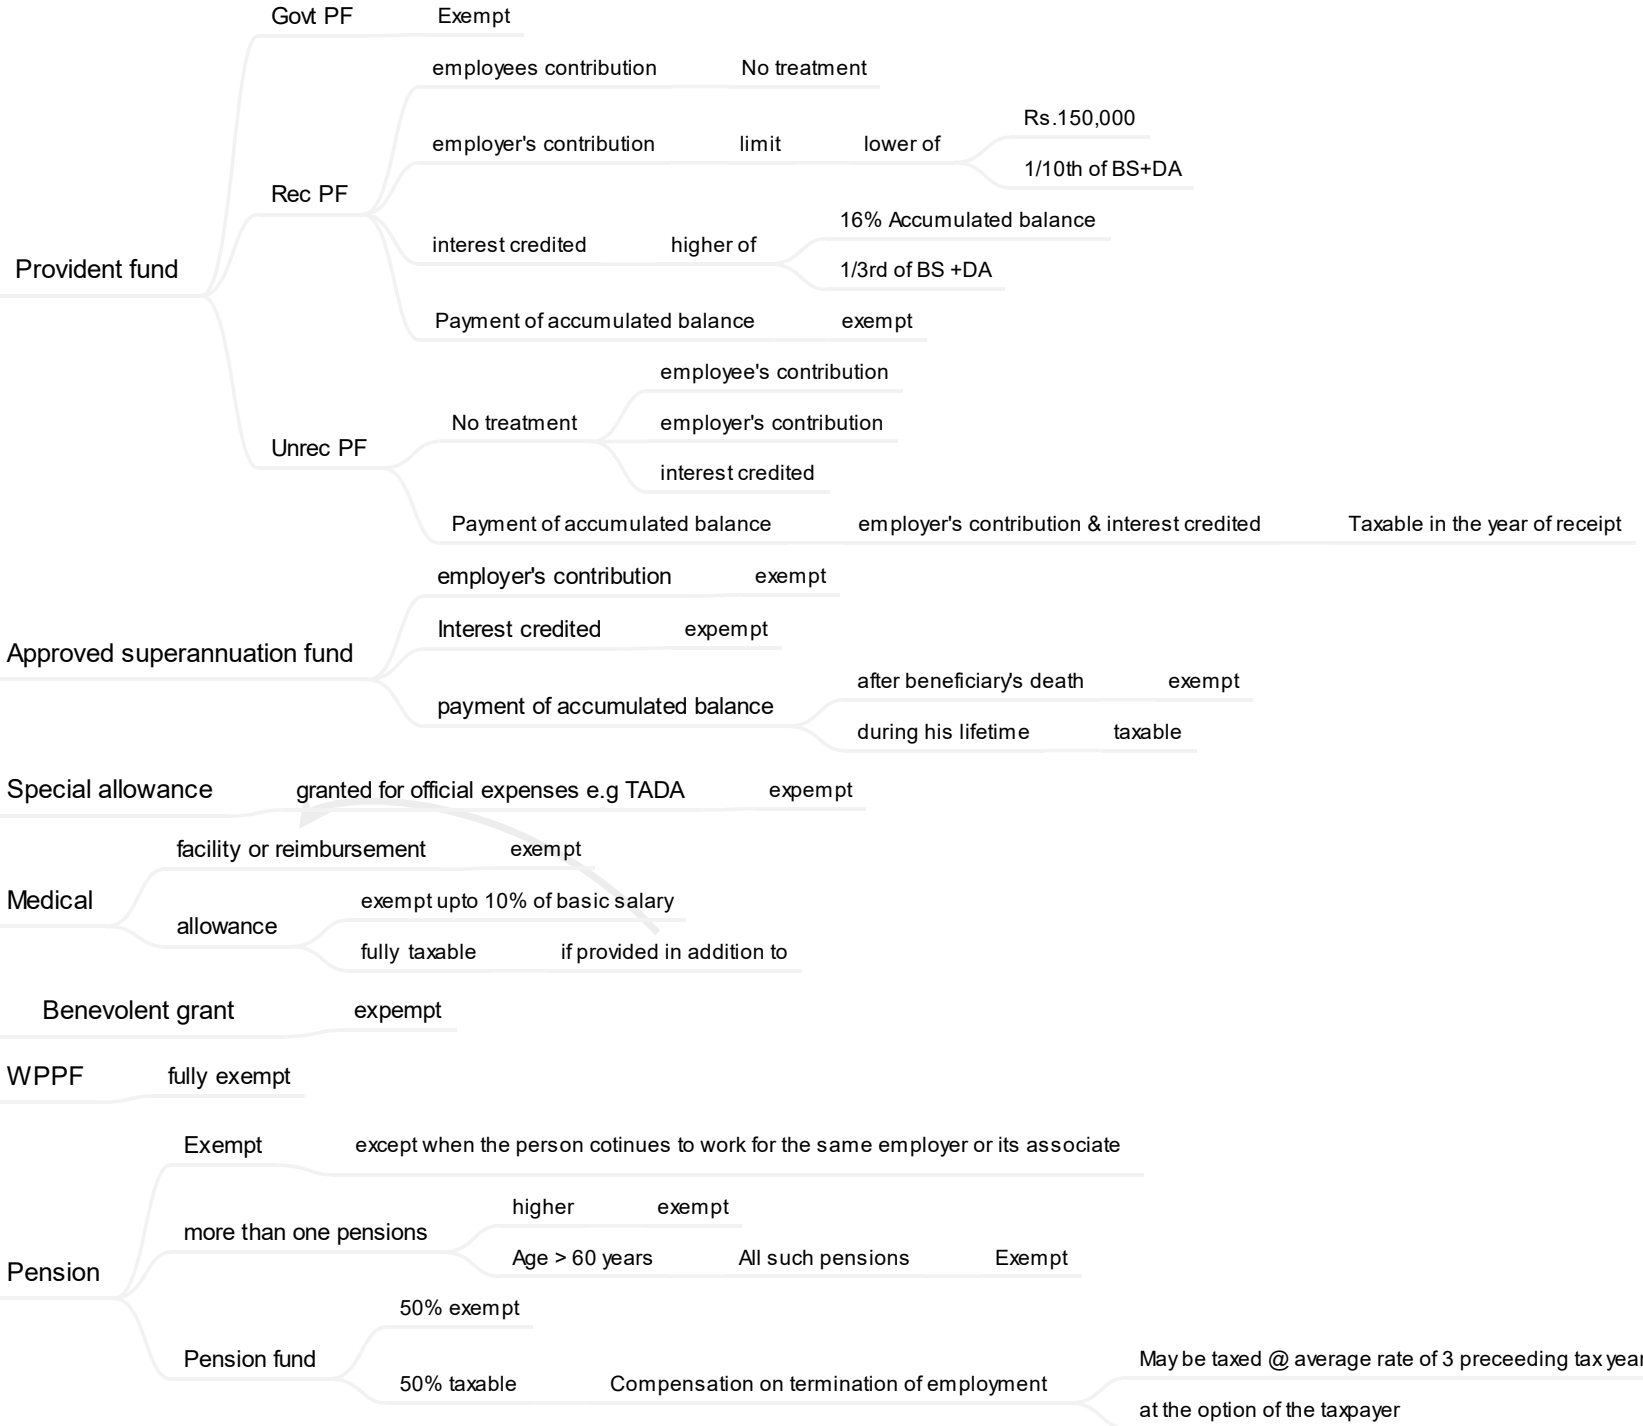 Govt PF
Exempt
employees contribution
No treatment
Rs.150,000
employer's contribution
limit
lower of
1/10th of BS+DA
Rec PF
16% Accumulated balance
interest credited
higher of
Provident fund
1/3rd of BS +DA
Payment of accumulated balance
exempt
employee's contribution
No treatment
employer's contribution
Unrec PF
interest credited
Payment of accumulated balance
employer's contribution & interest credited
Taxable in the year of receipt
employer's contribution
exempt
Interest credited
expempt
Approved superannuation fund
after beneficiary's death
exempt
payment of accumulated balance
during his lifetime
taxable
Special allowance
granted for official expenses e.g TADA
expempt
facility or reimbursement
exempt
Medical
exempt upto 10% of basic salary
allowance
fully taxable
if provided in addition to
Benevolent grant
expempt
WPPF
fully exempt
Exempt
except when the person cotinues to work for the same employer or its associate
higher
exempt
more than one pensions
Age > 60 years
All such pensions
Exempt
Pension
50% exempt
Pension fund
May be taxed @ average rate of 3 preceeding tax year
50% taxable
Compensation on termination of employment
at the option of the taxpayer